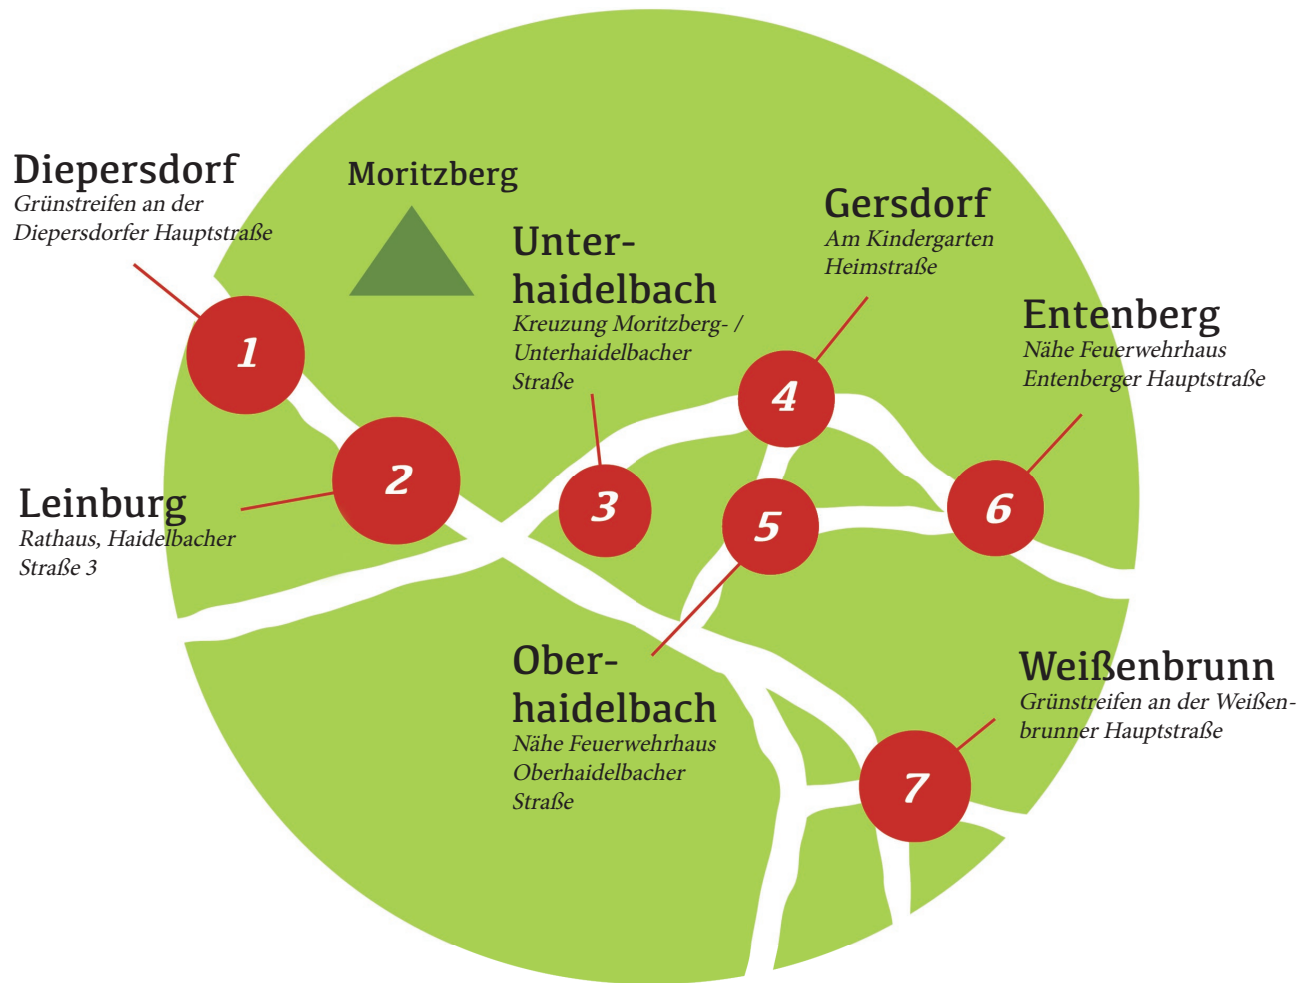 Diepersdorf
Grünstreifen an der
Diepersdorfer Hauptstraße
Moritzberg
Unter-
haidelbach
Kreuzung Moritzberg- /
Unterhaidelbacher
Straße
Gersdorf
Am Kindergarten
Heimstraße
Entenberg
Nähe Feuerwehrhaus
Entenberger Hauptstraße
1
2
3
4
5
6
Leinburg
Rathaus, Haidelbacher
Straße 3
Ober-
haidelbach
Nähe Feuerwehrhaus
Oberhaidelbacher
Straße
Weißenbrunn
Grünstreifen an der Weißen-
brunner Hauptstraße
7